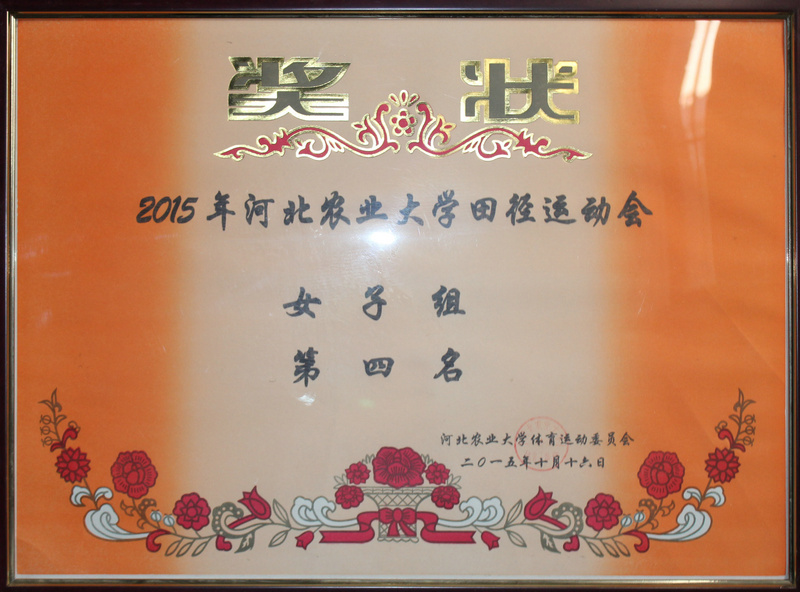 奖状
2015年河北农业大学田径运动会
女子组
第四名
河北农业大学体育运动委员会
二〇一五年十月十六日